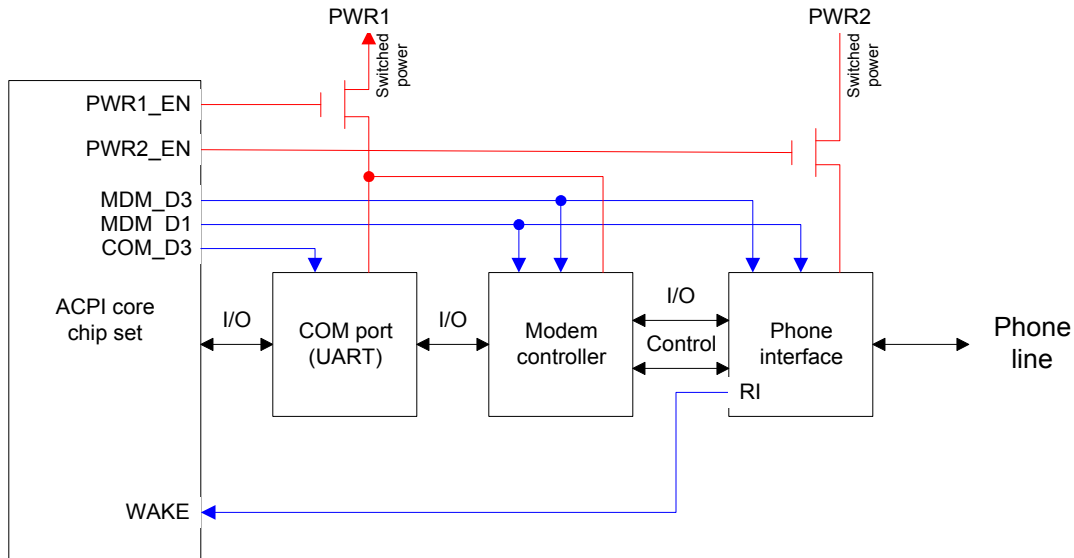 PWR1
PWR2
Switched
power
Switched
power
PWR1_EN
PWR2_EN
MDM_D3
MDM_D1
COM_D3
ACPI core
chip set
I/O
COM port
(UART)
I/O
Modem
controller
I/O
Control
Phone
interface
RI
Phone
line
WAKE